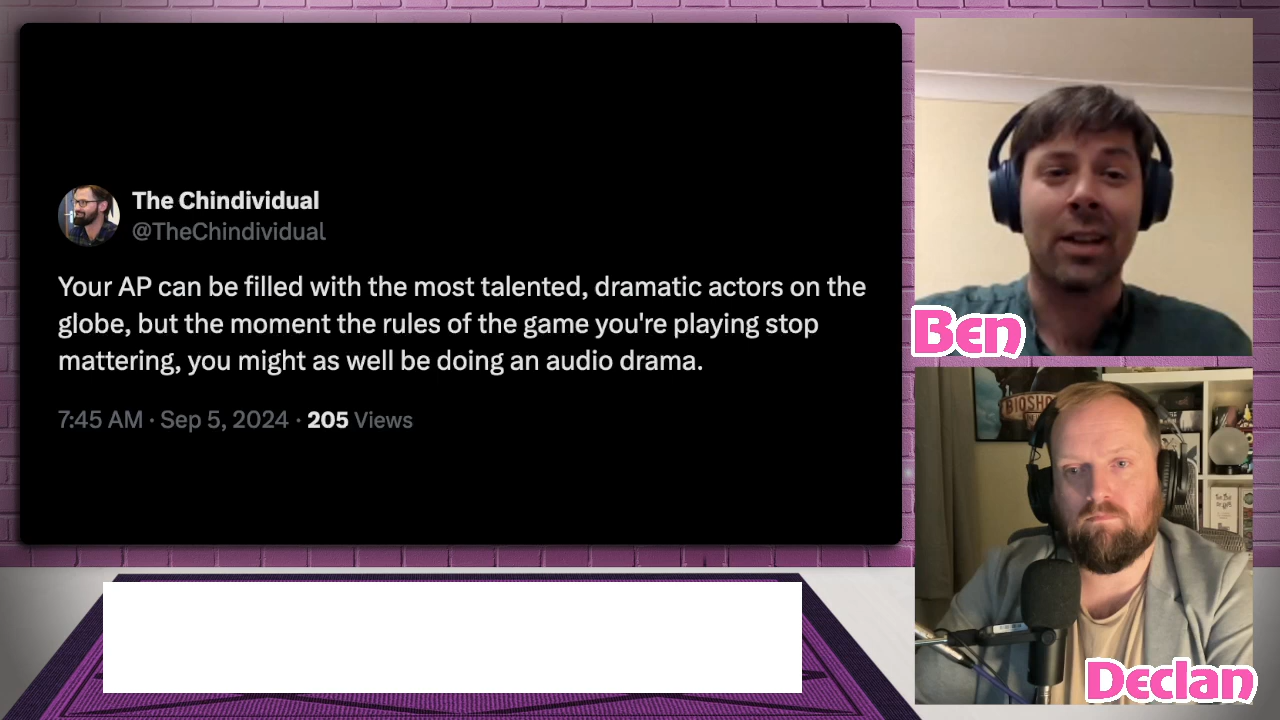 The Chindividual
@TheChindividual
Your AP can be filled with the most talented, dramatic actors on the
globe, but the moment the rules of the game you're playing stop
mattering, you might as well be doing an audio drama.
7:45 AM · Sep 5, 2024 · 205 Views
Ben
Declan